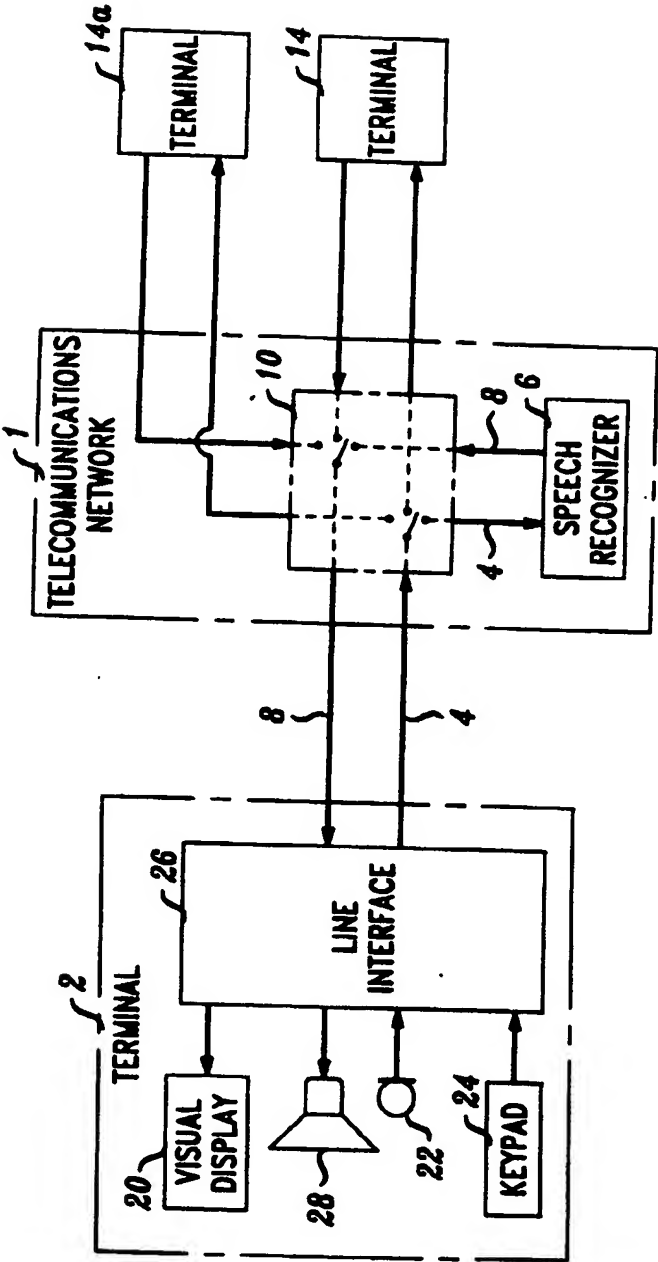 2
TERMINAL
20
VISUAL
DISPLAY
28
22
24
KEYPAD
26
LINE
INTERFACE
8
4
1
TELECOMMUNICATIONS
NETWORK
10
8
4
6
SPEECH
RECOGNIZER
14a
TERMINAL
14
TERMINAL